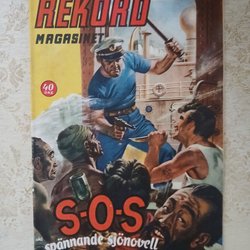 REKORD
MAGASINET
40
ÖRE
S-O-S
spännande sjönovell